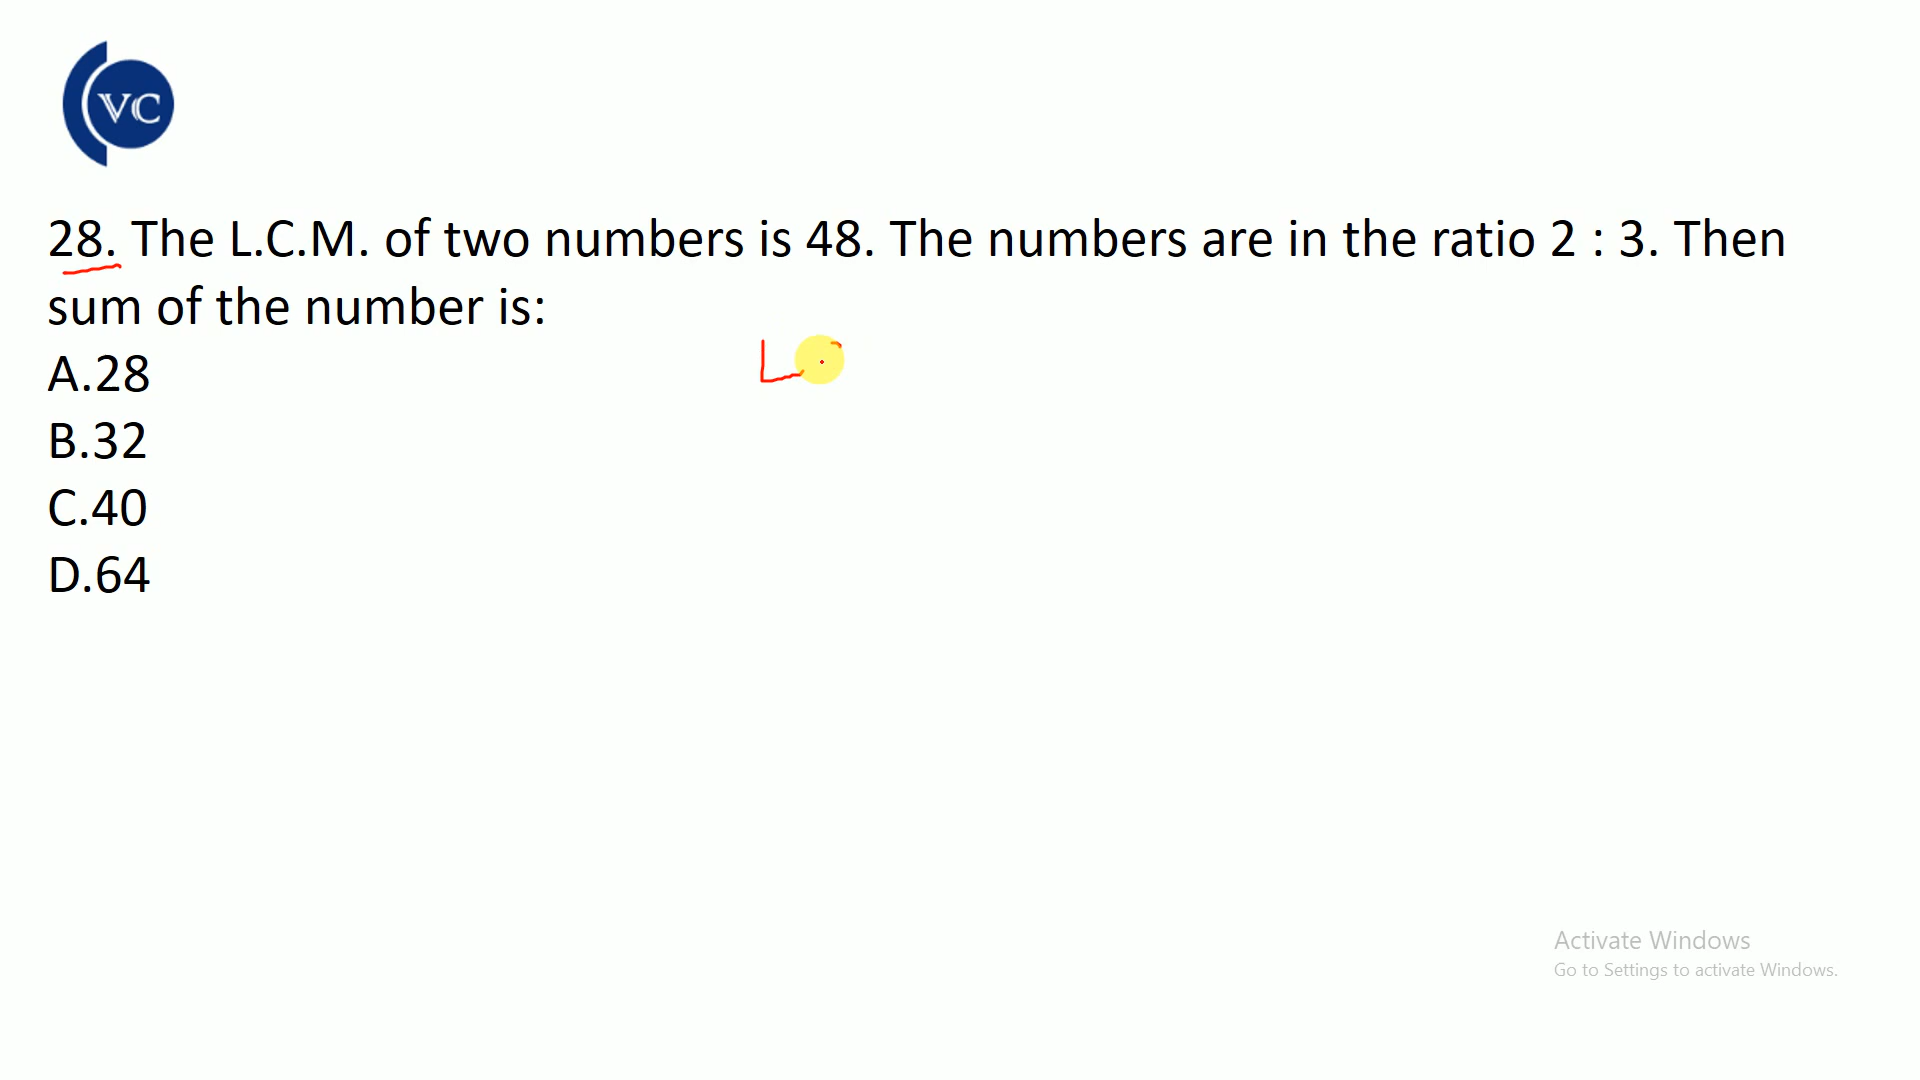 VC
28. The L.C.M. of two numbers is 48. The numbers are in the ratio 2 : 3. Then
sum of the number is:
L
A.28
B.32
C.40
D.64
Activate Windows
Go to Settings to activate Windows.